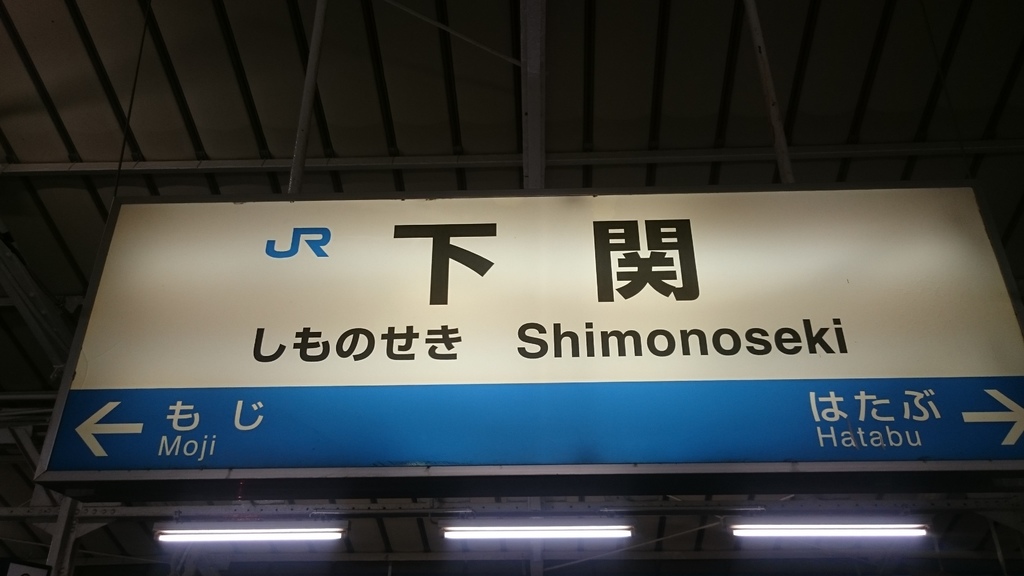 JR 下 関
しものせき Shimonoseki
← もじ はたぶ →
Moji Hatabu